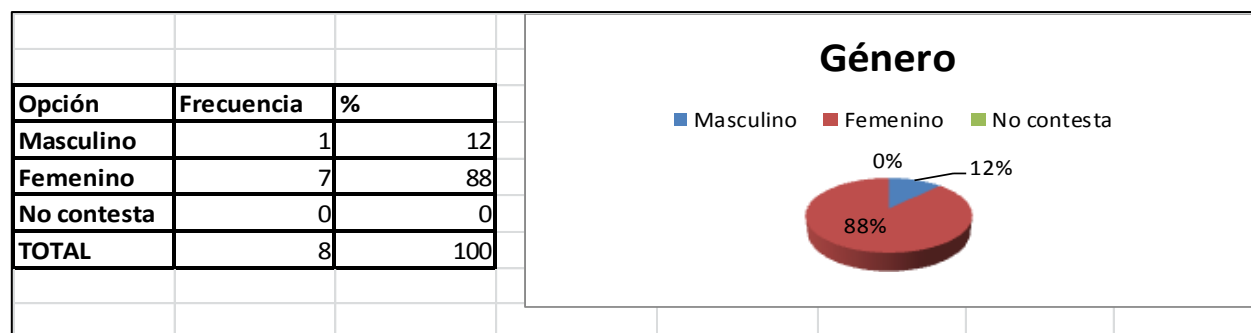 Opción Frecuencia %
Masculino 1 12
Femenino 7 88
No contesta 0 0
TOTAL 8 100
Género
Masculino Femenino No contesta
0%
12%
88%